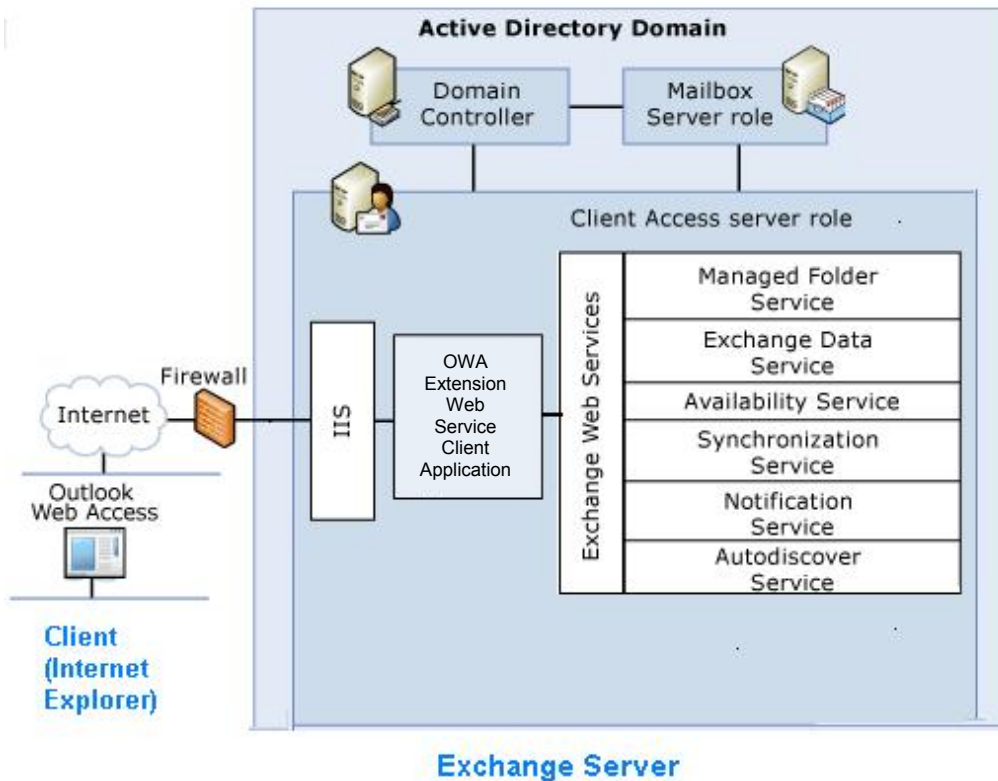 Active Directory Domain
Domain
Controller
Mailbox
Server role
Client Access server role
Firewall
Internet
Outlook
Web Access
Client
(Internet
Explorer)
IIS
OWA
Extension
Web
Service
Client
Application
Exchange Web Services
Managed Folder
Service
Exchange Data
Service
Availability Service
Synchronization
Service
Notification
Service
Autodiscover
Service
Exchange Server